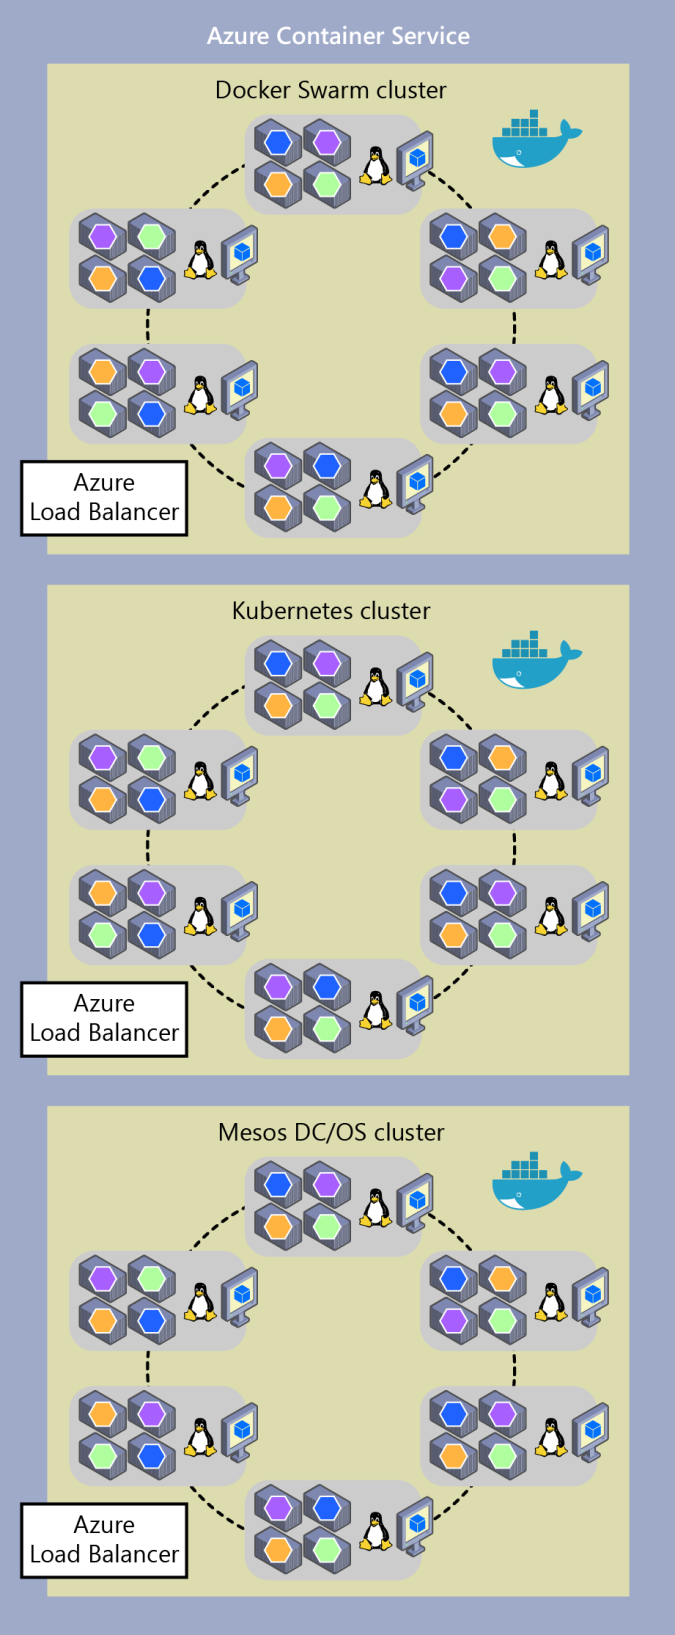 Azure Container Service
Docker Swarm cluster
Azure
Load Balancer
Kubernetes cluster
Azure
Load Balancer
Mesos DC/OS cluster
Azure
Load Balancer